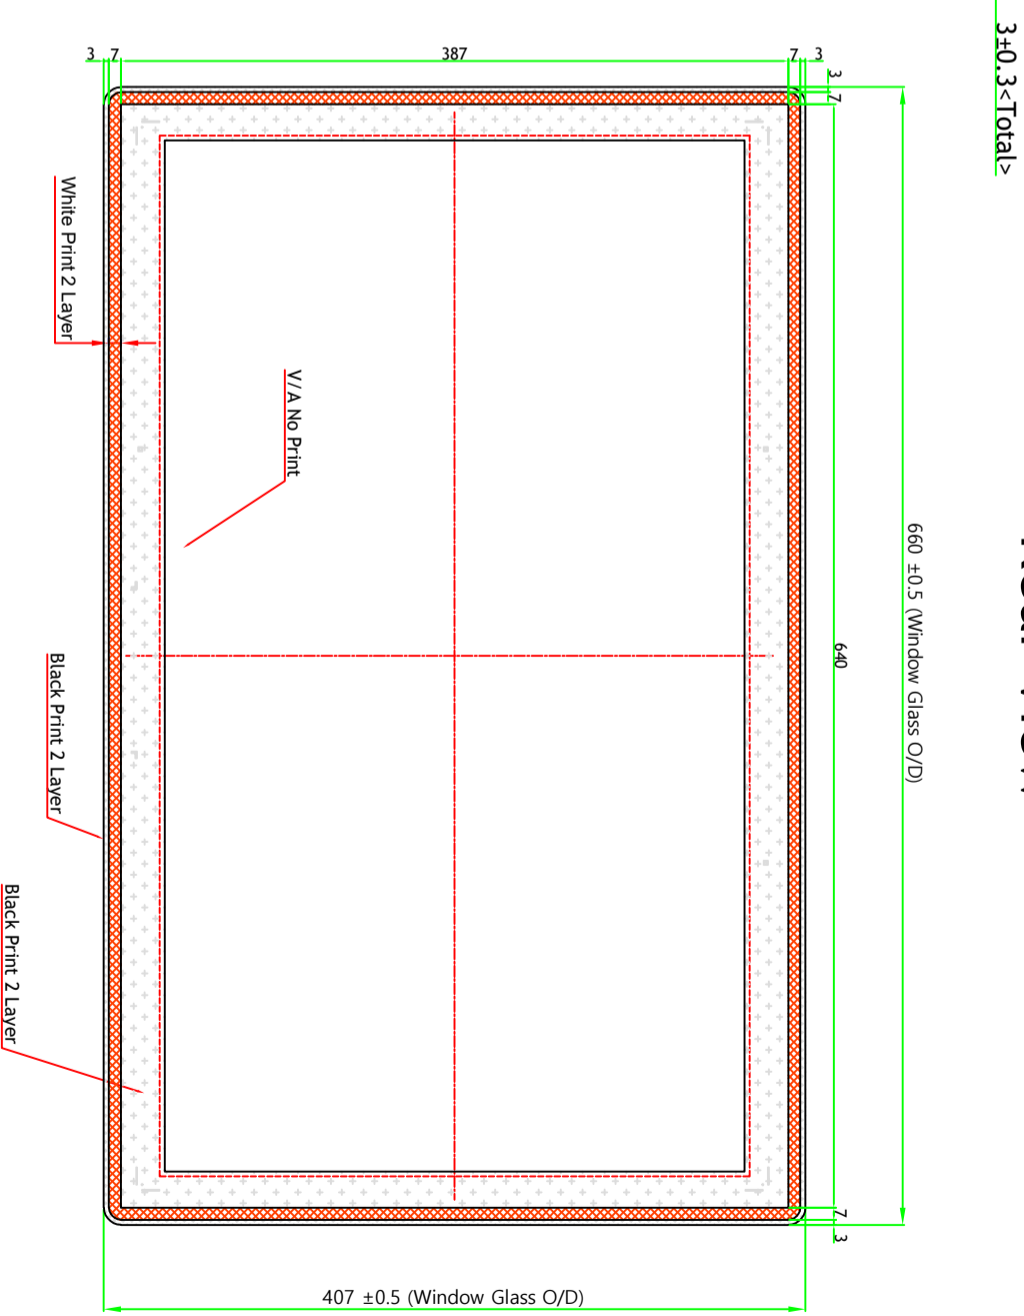 3±0.3<Total>
3
7
387
7
3
3
7
White Print 2 Layer
V/A No Print
660 ±0.5 (Window Glass O/D)
640
Black Print 2 Layer
Black Print 2 Layer
7
3
407 ±0.5 (Window Glass O/D)